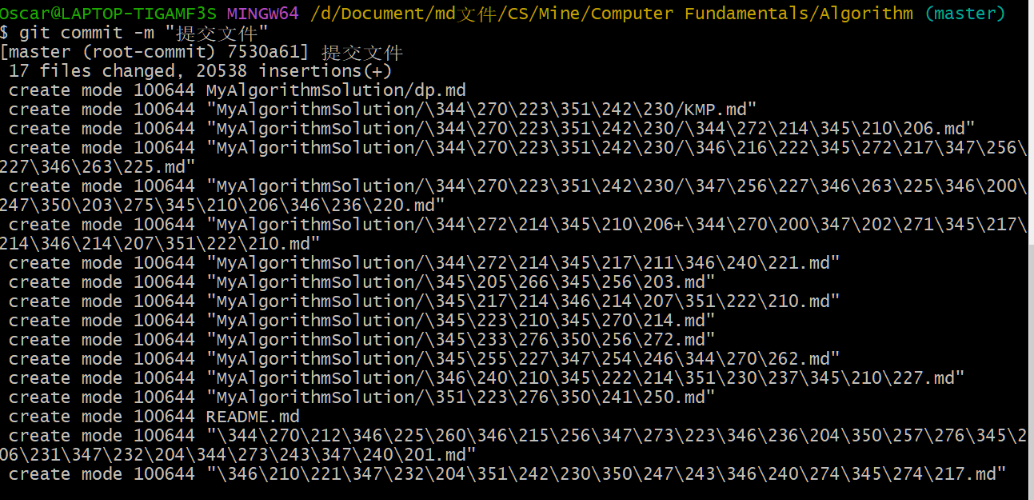 Oscar@LAPTOP-TIGAMF3S MINGW64 /d/Document/md文件/CS/Mine/Computer Fundamentals/Algorithm (master)
$ git commit -m "提交文件"
[master (root-commit) 7530a61] 提交文件
 17 files changed, 20538 insertions(+)
 create mode 100644 MyAlgorithmSolution/dp.md
 create mode 100644 "MyAlgorithmSolution/\344\270\223\351\242\230/KMP.md"
 create mode 100644 "MyAlgorithmSolution/\344\270\223\351\242\230/\344\272\214\345\210\206.md"
 create mode 100644 "MyAlgorithmSolution/\344\270\223\351\242\230/\346\216\222\345\272\217\347\256\
227\346\263\225.md"
 create mode 100644 "MyAlgorithmSolution/\344\270\223\351\242\230/\347\256\227\346\263\225\346\200\
247\350\203\275\345\210\206\346\236\220.md"
 create mode 100644 "MyAlgorithmSolution/\344\272\214\345\210\206+\344\270\200\347\202\271\345\217\
214\346\214\207\351\222\210.md"
 create mode 100644 "MyAlgorithmSolution/\344\272\214\345\217\211\346\240\221.md"
 create mode 100644 "MyAlgorithmSolution/\345\205\266\345\256\203.md"
 create mode 100644 "MyAlgorithmSolution/\345\217\214\346\214\207\351\222\210.md"
 create mode 100644 "MyAlgorithmSolution/\345\223\210\345\270\214.md"
 create mode 100644 "MyAlgorithmSolution/\345\233\276\350\256\272.md"
 create mode 100644 "MyAlgorithmSolution/\345\255\227\347\254\246\344\270\262.md"
 create mode 100644 "MyAlgorithmSolution/\346\240\210\345\222\214\351\230\237\345\210\227.md"
 create mode 100644 "MyAlgorithmSolution/\351\223\276\350\241\250.md"
 create mode 100644 README.md
 create mode 100644 "\344\270\212\346\225\260\346\215\256\347\273\223\346\236\204\350\257\276\345\2
06\231\347\232\204\344\273\243\347\240\201.md"
 create mode 100644 "\346\210\221\347\232\204\351\242\230\350\247\243\346\240\274\345\274\217.md"